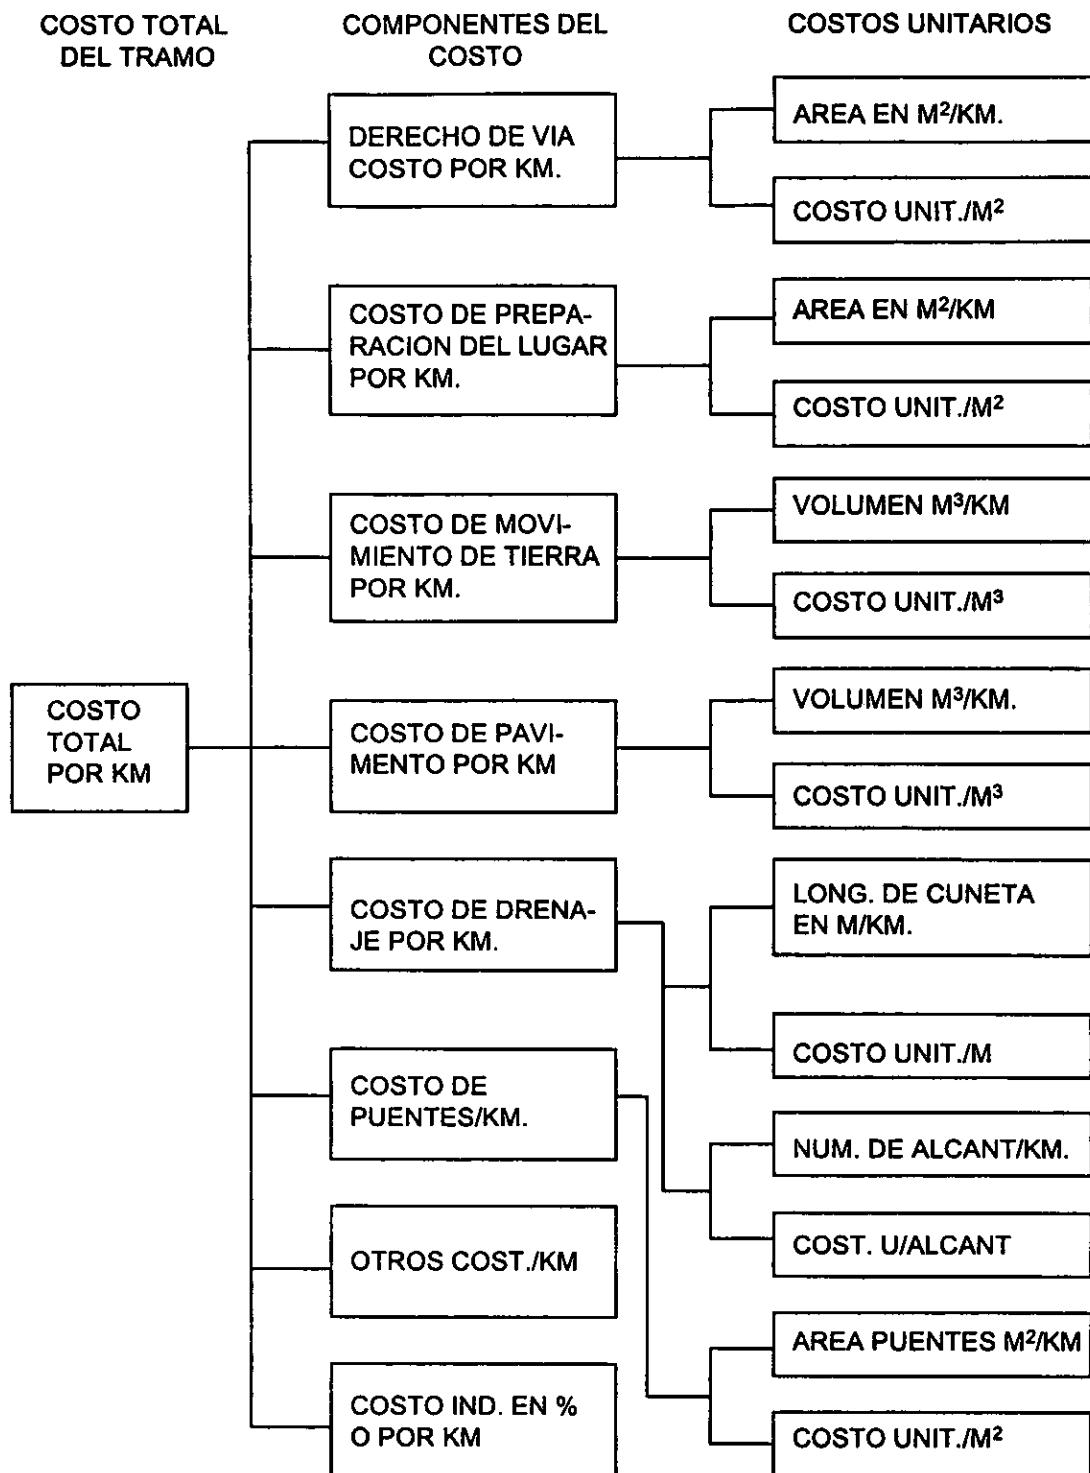 COSTO TOTAL
DEL TRAMO
COMPONENTES DEL
COSTO
COSTOS UNITARIOS
COSTO
TOTAL
POR KM
DERECHO DE VIA
COSTO POR KM.
AREA EN M²/KM.
COSTO UNIT./M²
COSTO DE PREPA-
RACION DEL LUGAR
POR KM.
AREA EN M²/KM
COSTO UNIT./M²
COSTO DE MOVI-
MIENTO DE TIERRA
POR KM.
VOLUMEN M³/KM
COSTO UNIT./M³
COSTO DE PAVI-
MENTO POR KM
VOLUMEN M³/KM.
COSTO UNIT./M³
COSTO DE DRENA-
JE POR KM.
LONG. DE CUNETA
EN M/KM.
COSTO UNIT./M
NUM. DE ALCANT/KM.
COST. U/ALCANT
COSTO DE
PUENTES/KM.
AREA PUENTES M²/KM
COSTO UNIT./M²
OTROS COST./KM
COSTO IND. EN %
O POR KM